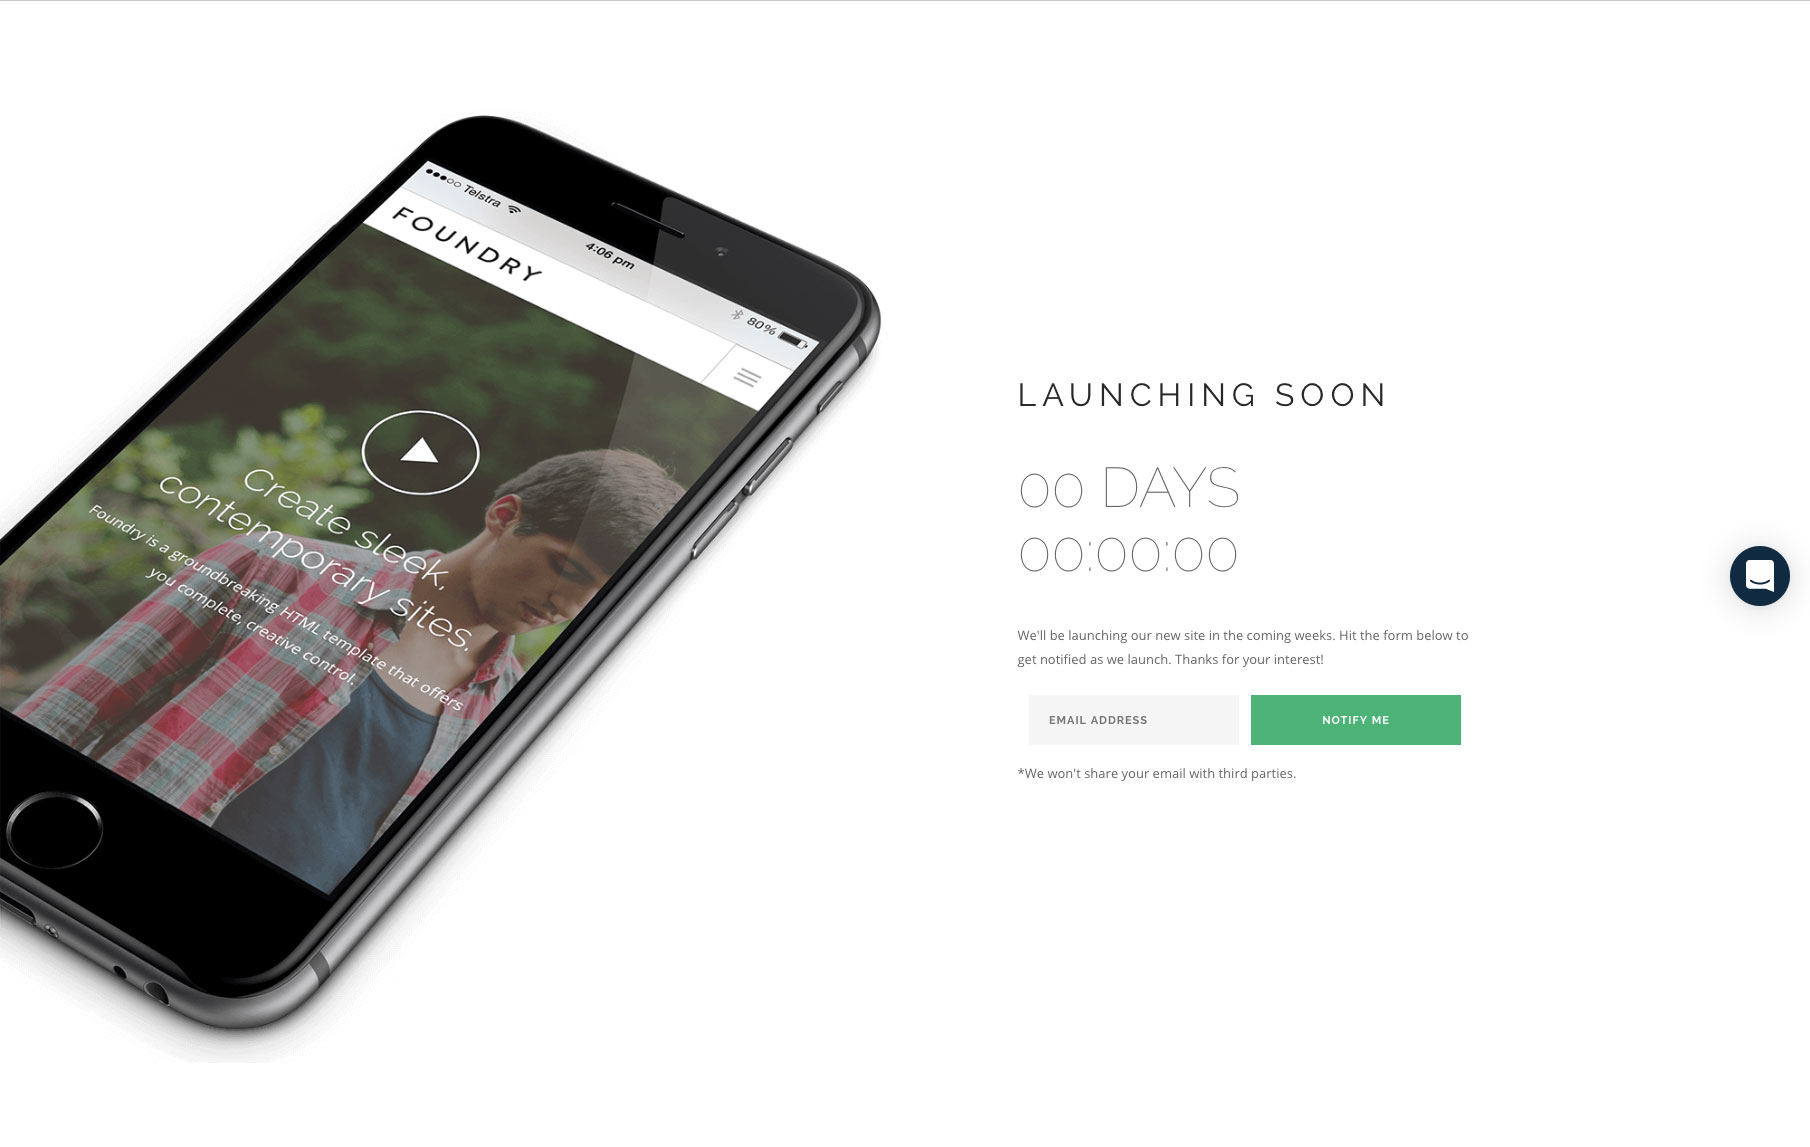 Telstra
4:06 pm
80%
FOUNDRY
Create sleek,
contemporary sites.
Foundry is a groundbreaking HTML template that offers
you complete, creative control.
LAUNCHING SOON
00 DAYS
00:00:00
We'll be launching our new site in the coming weeks. Hit the form below to
get notified as we launch. Thanks for your interest!
EMAIL ADDRESS
NOTIFY ME
*We won't share your email with third parties.